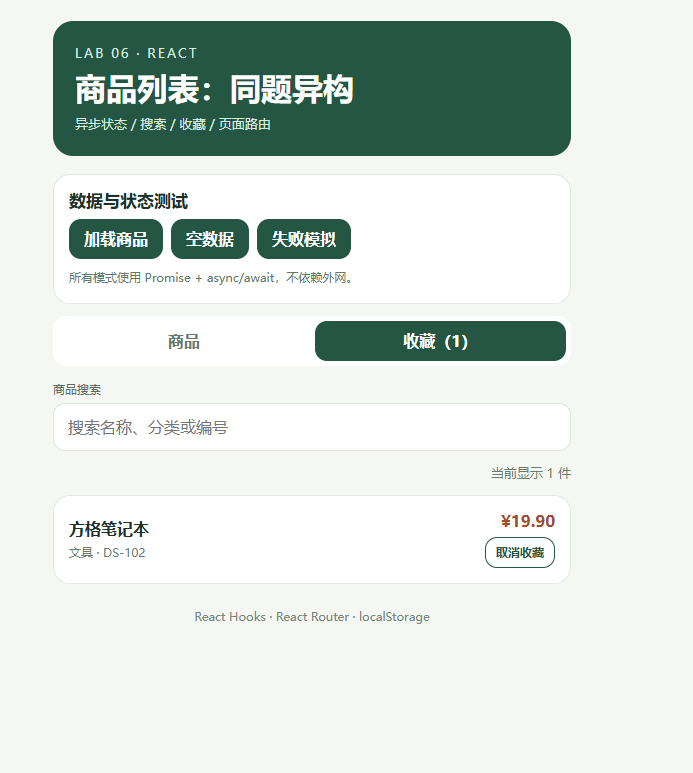 LAB 06 · REACT
商品列表：同题异构
异步状态 / 搜索 / 收藏 / 页面路由
数据与状态测试
加载商品 空数据 失败模拟
所有模式使用 Promise + async/await，不依赖外网。
商品 收藏（1）
商品搜索
搜索名称、分类或编号
当前显示 1 件
方格笔记本 ¥19.90
文具 · DS-102 取消收藏
React Hooks · React Router · localStorage